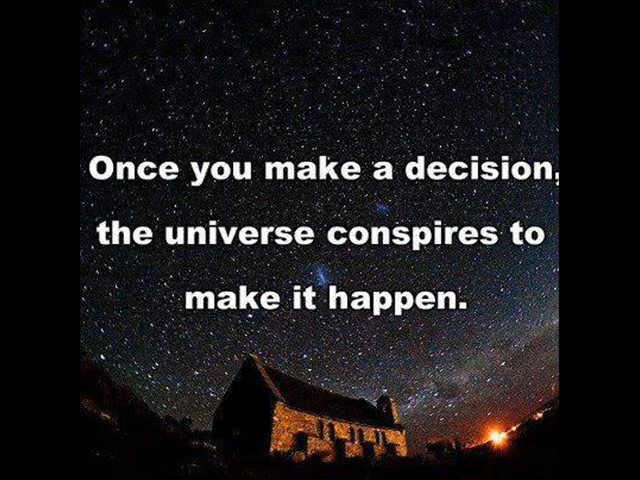 Once you make a decision,
the universe conspires to
make it happen.